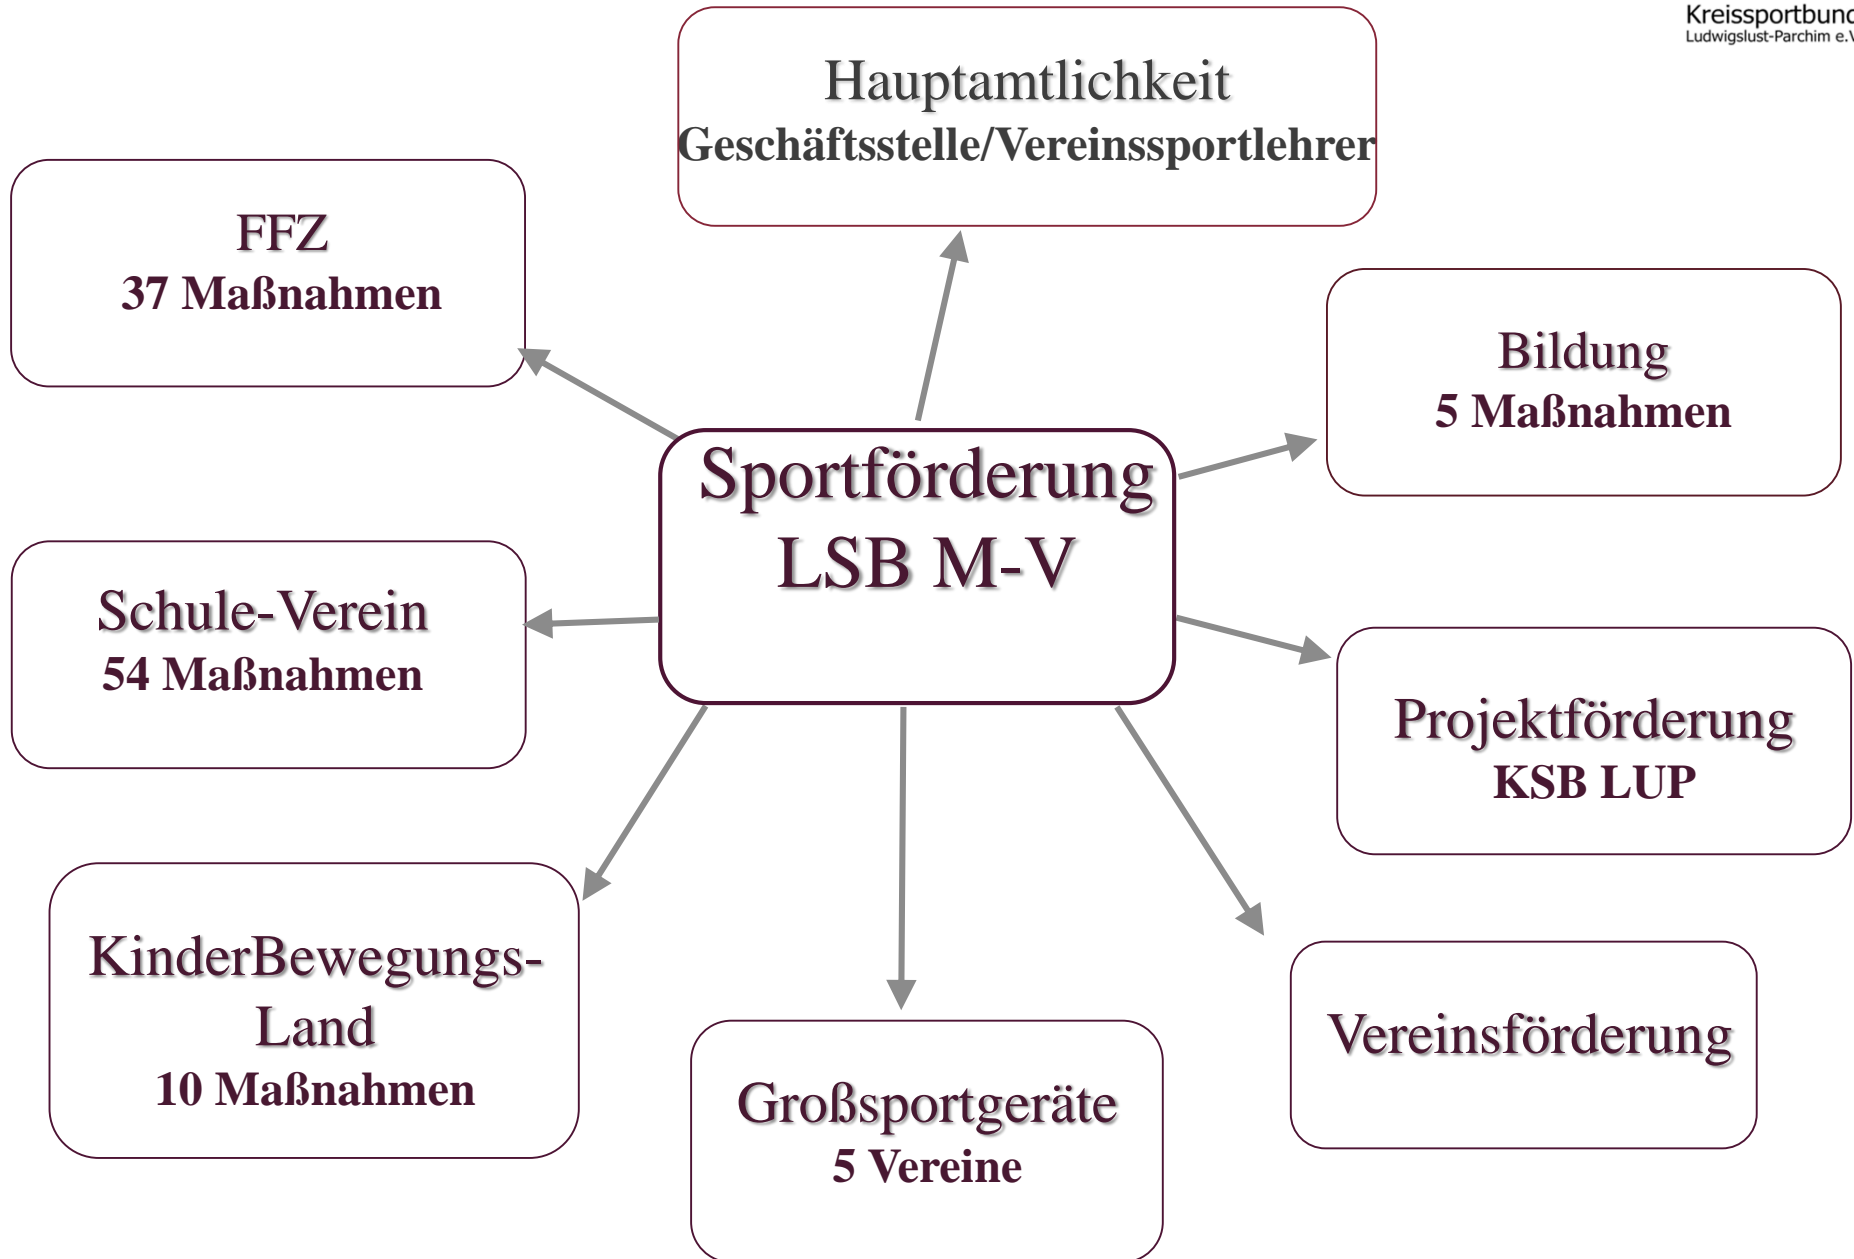 Kreissportbund
Ludwigslust-Parchim e.V
Hauptamtlichkeit
Geschäftsstelle/Vereinssportlehrer
FFZ
37 Maßnahmen
Bildung
5 Maßnahmen
Sportförderung
LSB M-V
Schule-Verein
54 Maßnahmen
Projektförderung
KSB LUP
KinderBewegungs-
Land
10 Maßnahmen
Vereinsförderung
Großsportgeräte
5 Vereine